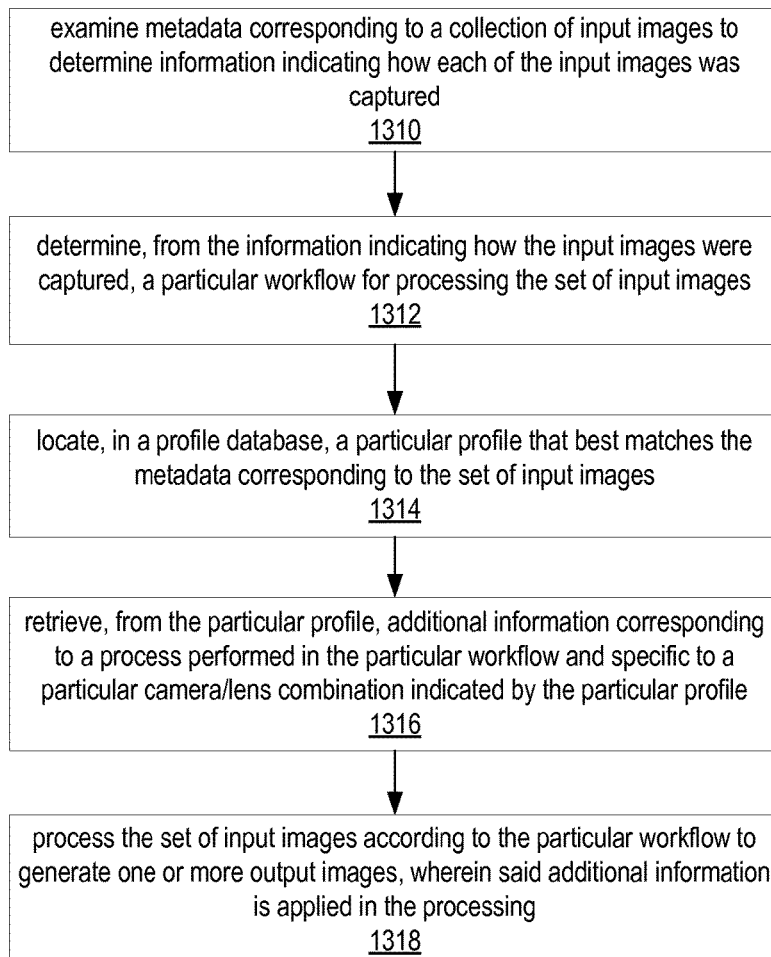 examine metadata corresponding to a collection of input images to
determine information indicating how each of the input images was
captured
1310
determine, from the information indicating how the input images were
captured, a particular workflow for processing the set of input images
1312
locate, in a profile database, a particular profile that best matches the
metadata corresponding to the set of input images
1314
retrieve, from the particular profile, additional information corresponding
to a process performed in the particular workflow and specific to a
particular camera/lens combination indicated by the particular profile
1316
process the set of input images according to the particular workflow to
generate one or more output images, wherein said additional information
is applied in the processing
1318